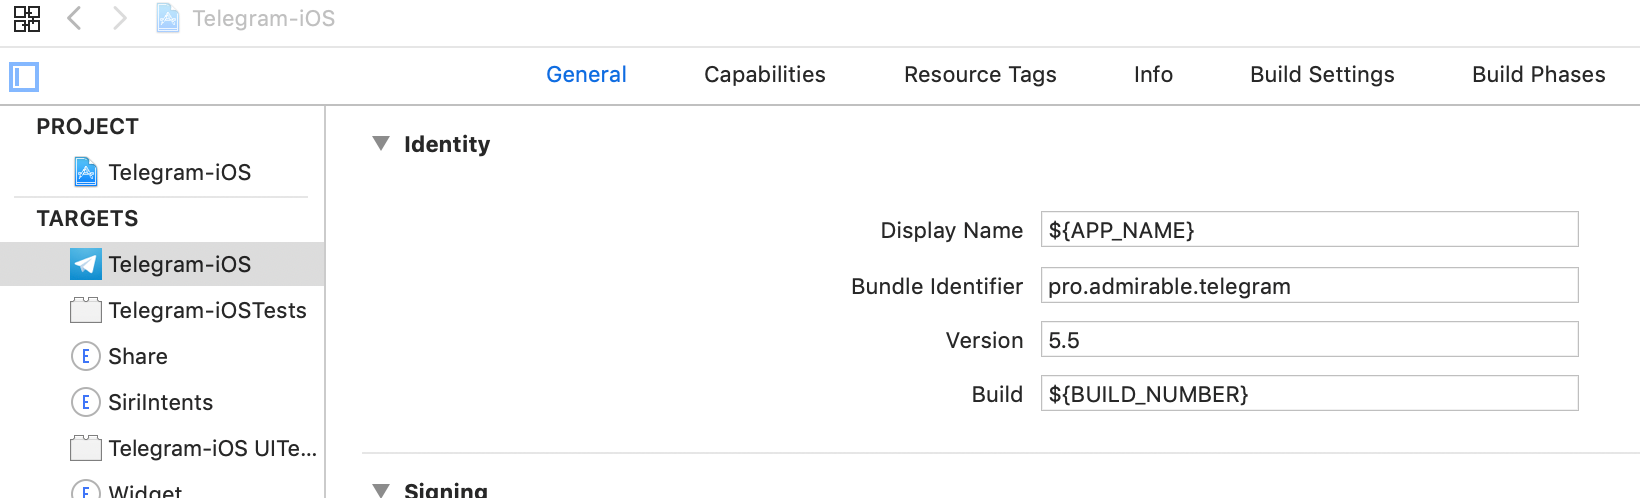 Telegram-iOS
General Capabilities Resource Tags Info Build Settings Build Phases
PROJECT
Telegram-iOS
TARGETS
Telegram-iOS
Telegram-iOSTests
Share
SiriIntents
Telegram-iOS UITe...
Widget
Identity
Display Name ${APP_NAME}
Bundle Identifier pro.admirable.telegram
Version 5.5
Build ${BUILD_NUMBER}
Signing